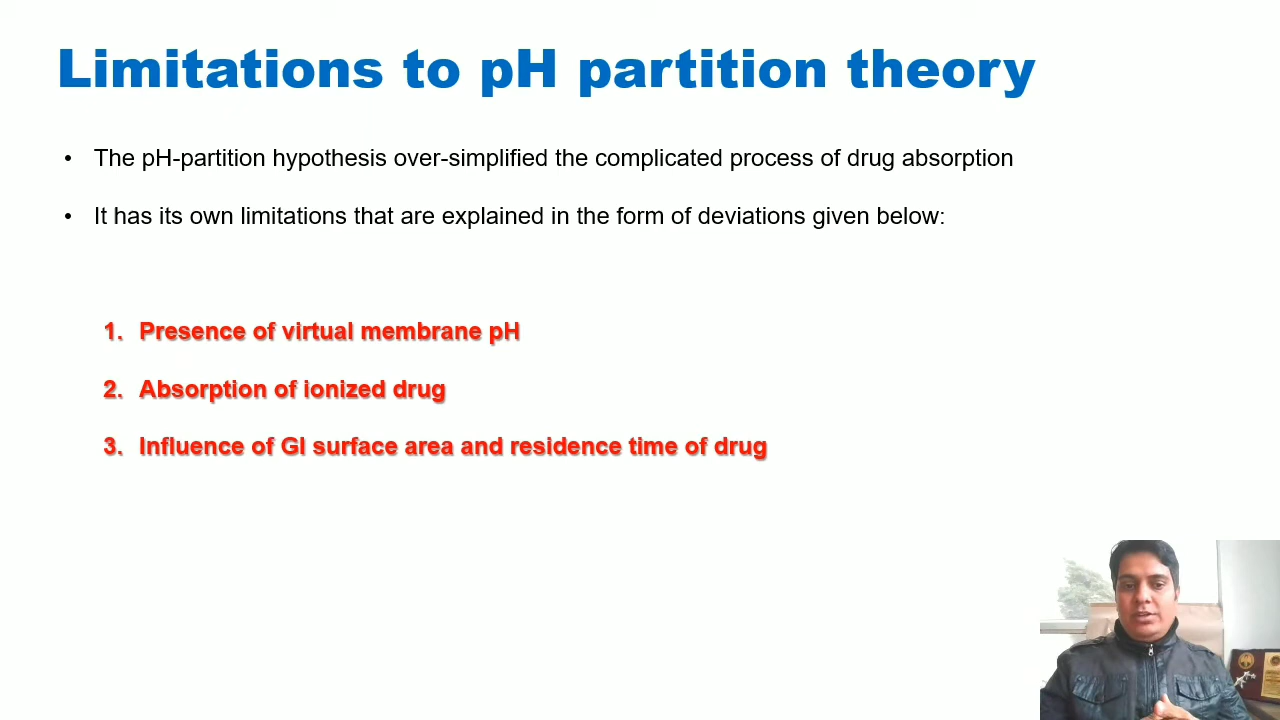 Limitations to pH partition theory
• The pH-partition hypothesis over-simplified the complicated process of drug absorption
• It has its own limitations that are explained in the form of deviations given below:
1. Presence of virtual membrane pH
2. Absorption of ionized drug
3. Influence of GI surface area and residence time of drug